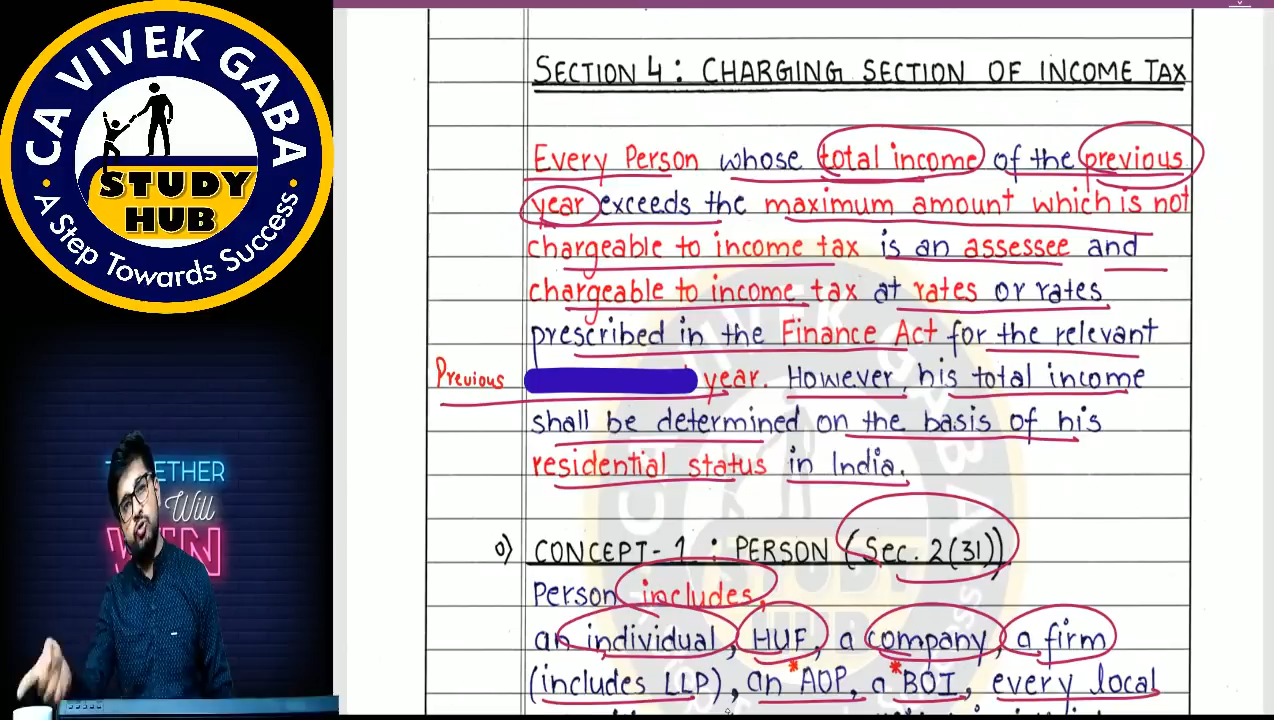 CA VIVEK GABA
STUDY
HUB
A Step Towards Success
SECTION 4 : CHARGING SECTION OF INCOME TAX
Every Person whose total income of the previous
year exceeds the maximum amount which is not
chargeable to income tax is an assessee and
chargeable to income tax at rates or rates
prescribed in the Finance Act for the relevant
Previous year. However, his total income
shall be determined on the basis of his
residential status in India.
0) CONCEPT-1 : PERSON (Sec. 2(31))
Person includes,
an individual, HUF, a company, a firm
(includes LLP), an *AOP, a *BOI, every local
TOGETHER
Will
WIN